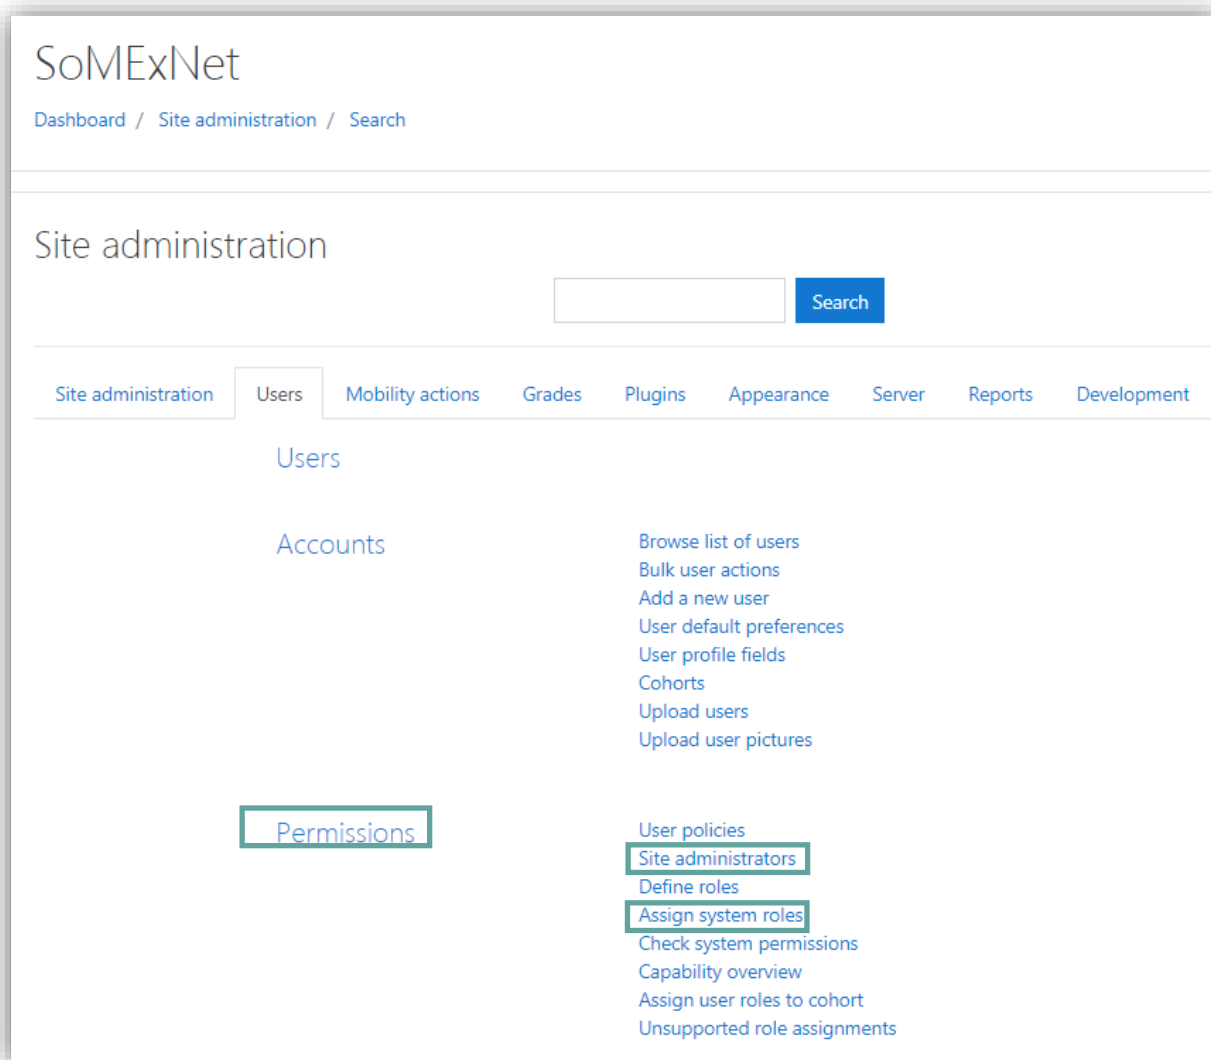 SoMExNet
Dashboard / Site administration / Search
Site administration
Search
Site administration Users Mobility actions Grades Plugins Appearance Server Reports Development
Users
Accounts
Browse list of users
Bulk user actions
Add a new user
User default preferences
User profile fields
Cohorts
Upload users
Upload user pictures
Permissions
User policies
Site administrators
Define roles
Assign system roles
Check system permissions
Capability overview
Assign user roles to cohort
Unsupported role assignments